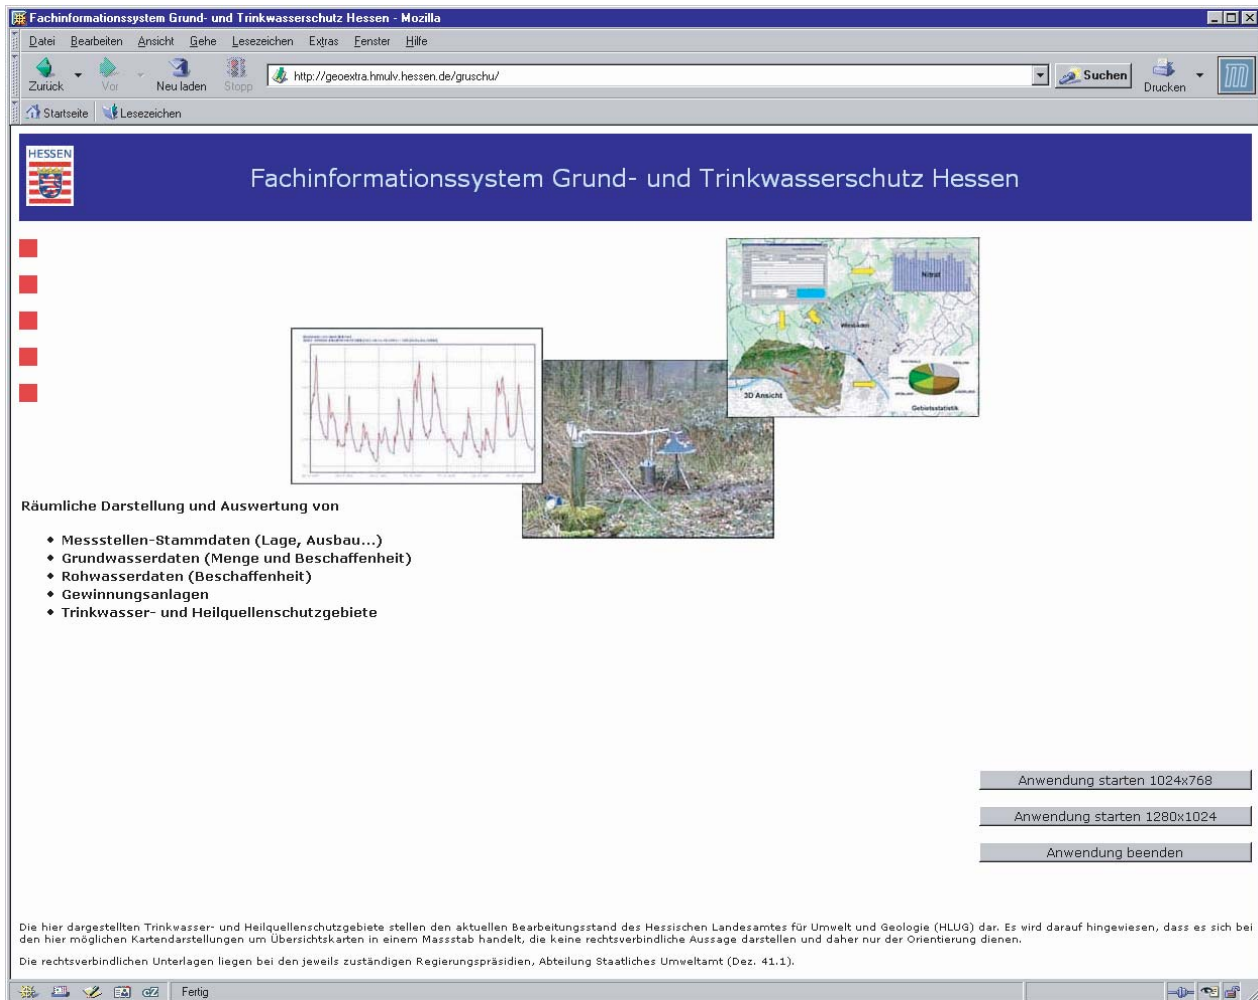 Fachinformationssystem Grund- und Trinkwasserschutz Hessen - Mozilla
Datei Bearbeiten Ansicht Gehe Lesezeichen Extras Fenster Hilfe
Zurück Vor Neu laden Stopp http://geoextra.hmulv.hessen.de/gruschu/ Suchen Drucken
Startseite Lesezeichen
HESSEN
Fachinformationssystem Grund- und Trinkwasserschutz Hessen
Nitrat
Wiesbaden
3D Ansicht
Gebietsstatistik
Räumliche Darstellung und Auswertung von
• Messstellen-Stammdaten (Lage, Ausbau...)
• Grundwasserdaten (Menge und Beschaffenheit)
• Rohwasserdaten (Beschaffenheit)
• Gewinnungsanlagen
• Trinkwasser- und Heilquellenschutzgebiete
Anwendung starten 1024x768
Anwendung starten 1280x1024
Anwendung beenden
Die hier dargestellten Trinkwasser- und Heilquellenschutzgebiete stellen den aktuellen Bearbeitungsstand des Hessischen Landesamtes für Umwelt und Geologie (HLUG) dar. Es wird darauf hingewiesen, dass es sich bei
den hier möglichen Kartendarstellungen um Übersichtskarten in einem Massstab handelt, die keine rechtsverbindliche Aussage darstellen und daher nur der Orientierung dienen.
Die rechtsverbindlichen Unterlagen liegen bei den jeweils zuständigen Regierungspräsidien, Abteilung Staatliches Umweltamt (Dez. 41.1).
Fertig